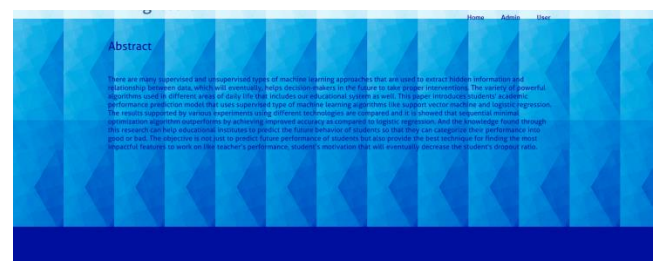 Home Admin User
Abstract
There are many supervised and unsupervised types of machine learning approaches that are used to extract hidden information and
relationship between data, which will eventually, helps decision-makers in the future to take proper interventions. The variety of powerful
algorithms used in different areas of daily life that includes our educational system as well. This paper introduces students' academic
performance prediction model that uses supervised type of machine learning algorithms like support vector machine and logistic regression.
The results supported by various experiments using different technologies are compared and it is showed that sequential minimal
optimization algorithm outperforms by achieving improved accuracy as compared to logistic regression. And the knowledge found through
this research can help educational institutes to predict the future behavior of students so that they can categorize their performance into
good or bad. The objective is not just to predict future performance of students but also provide the best technique for finding the most
impactful features to work on like teacher's performance, student's motivation that will eventually decrease the student's dropout ratio.